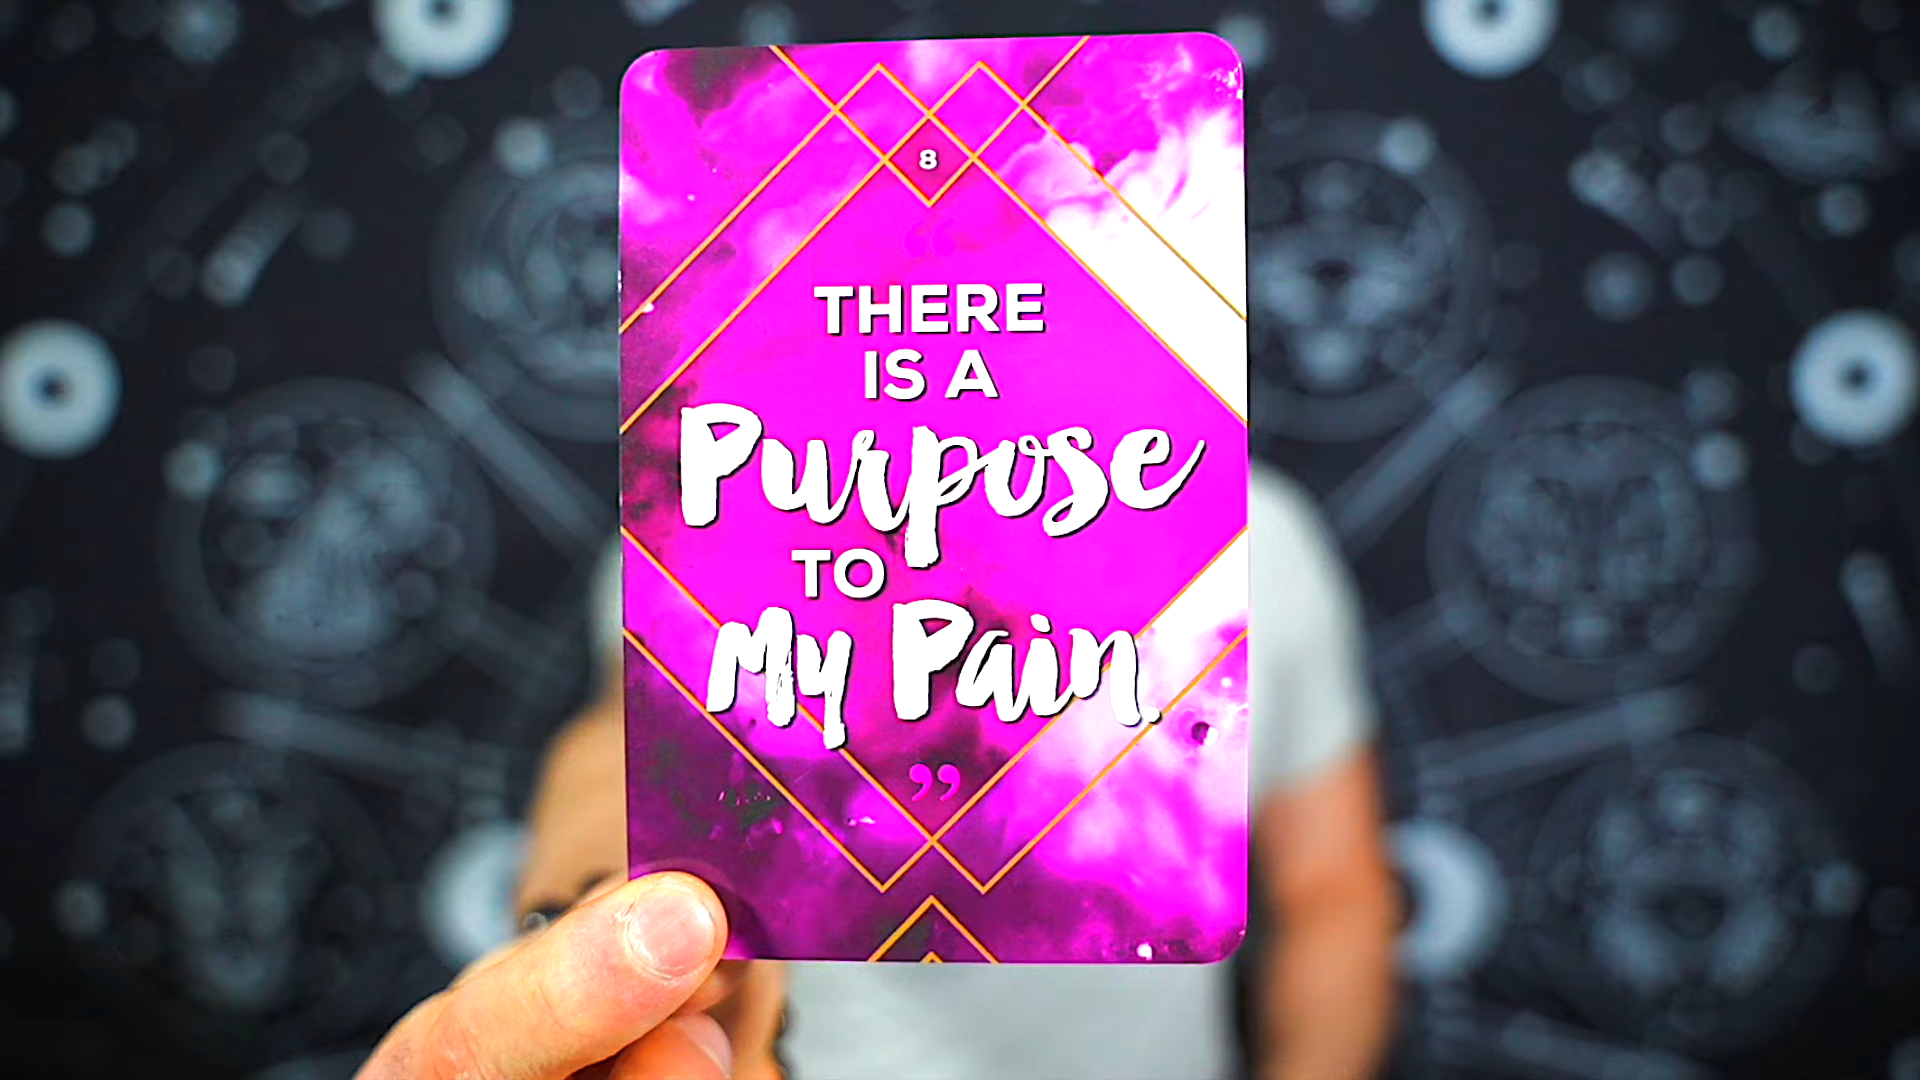 8
“
THERE
IS A
Purpose
TO
My Pain.
”